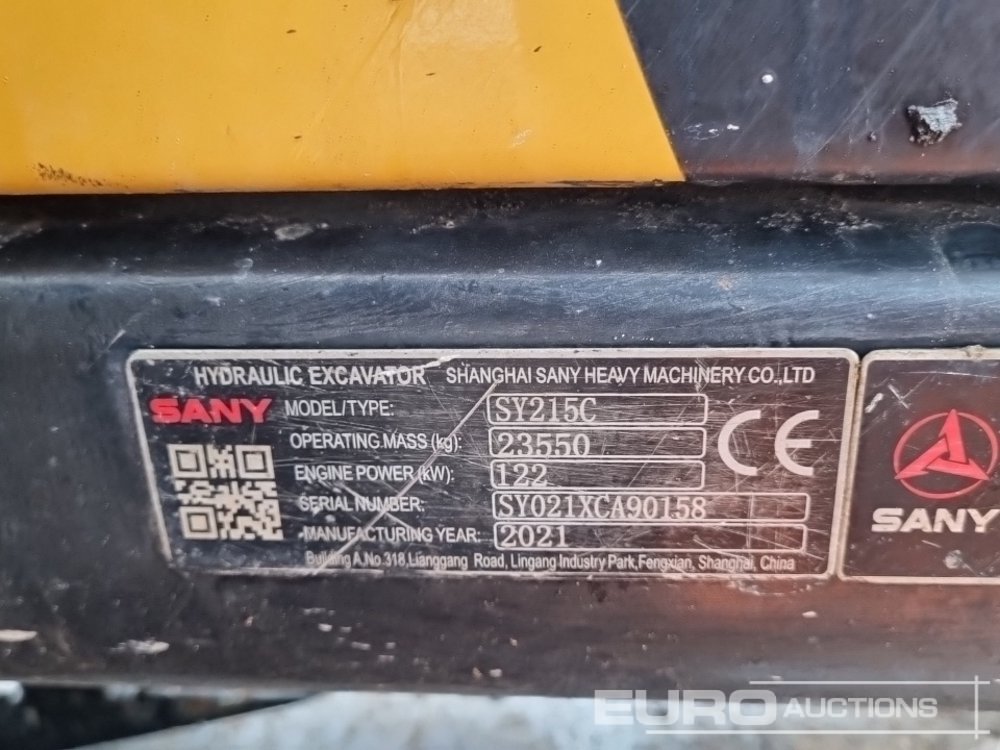 HYDRAULIC EXCAVATOR SHANGHAI SANY HEAVY MACHINERY CO.,LTD
SANY MODEL/TYPE: SY215C
OPERATING MASS (kg): 23550
ENGINE POWER (kW): 122
SERIAL NUMBER: SY021XCA90158
MANUFACTURING YEAR: 2021
Building A,No.318,Lianggang Road, Lingang Industry Park,Fengxian, Shanghai, China
CE
SANY
EURO AUCTIONS